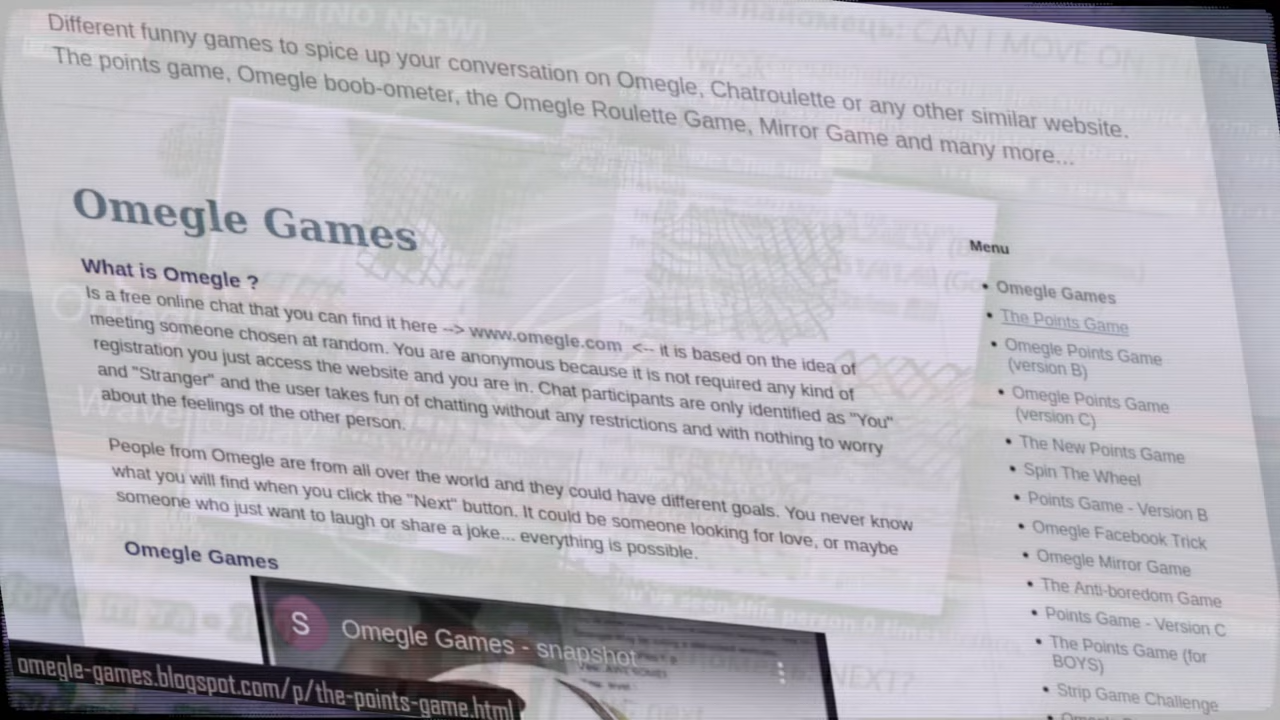 Different funny games to spice up your conversation on Omegle, Chatroulette or any other similar website.
The points game, Omegle boob-ometer, the Omegle Roulette Game, Mirror Game and many more...
незнайомець: CAN I MOVE ON
Omegle Games
What is Omegle ?
Is a free online chat that you can find it here --> www.omegle.com <-- it is based on the idea of
meeting someone chosen at random. You are anonymous because it is not required any kind of
registration you just access the website and you are in. Chat participants are only identified as "You"
and "Stranger" and the user takes fun of chatting without any restrictions and with nothing to worry
about the feelings of the other person.
People from Omegle are from all over the world and they could have different goals. You never know
what you will find when you click the "Next" button. It could be someone looking for love, or maybe
someone who just want to laugh or share a joke... everything is possible.
Omegle Games
S Omegle Games - snapshot
NEXT?
Menu
• Omegle Games
• The Points Game
• Omegle Points Game
(version B)
• Omegle Points Game
(version C)
• The New Points Game
• Spin The Wheel
• Points Game - Version B
• Omegle Facebook Trick
• Omegle Mirror Game
• The Anti-boredom Game
• Points Game - Version C
• The Points Game (for
BOYS)
• Strip Game Challenge
omegle-games.blogspot.com/p/the-points-game.html